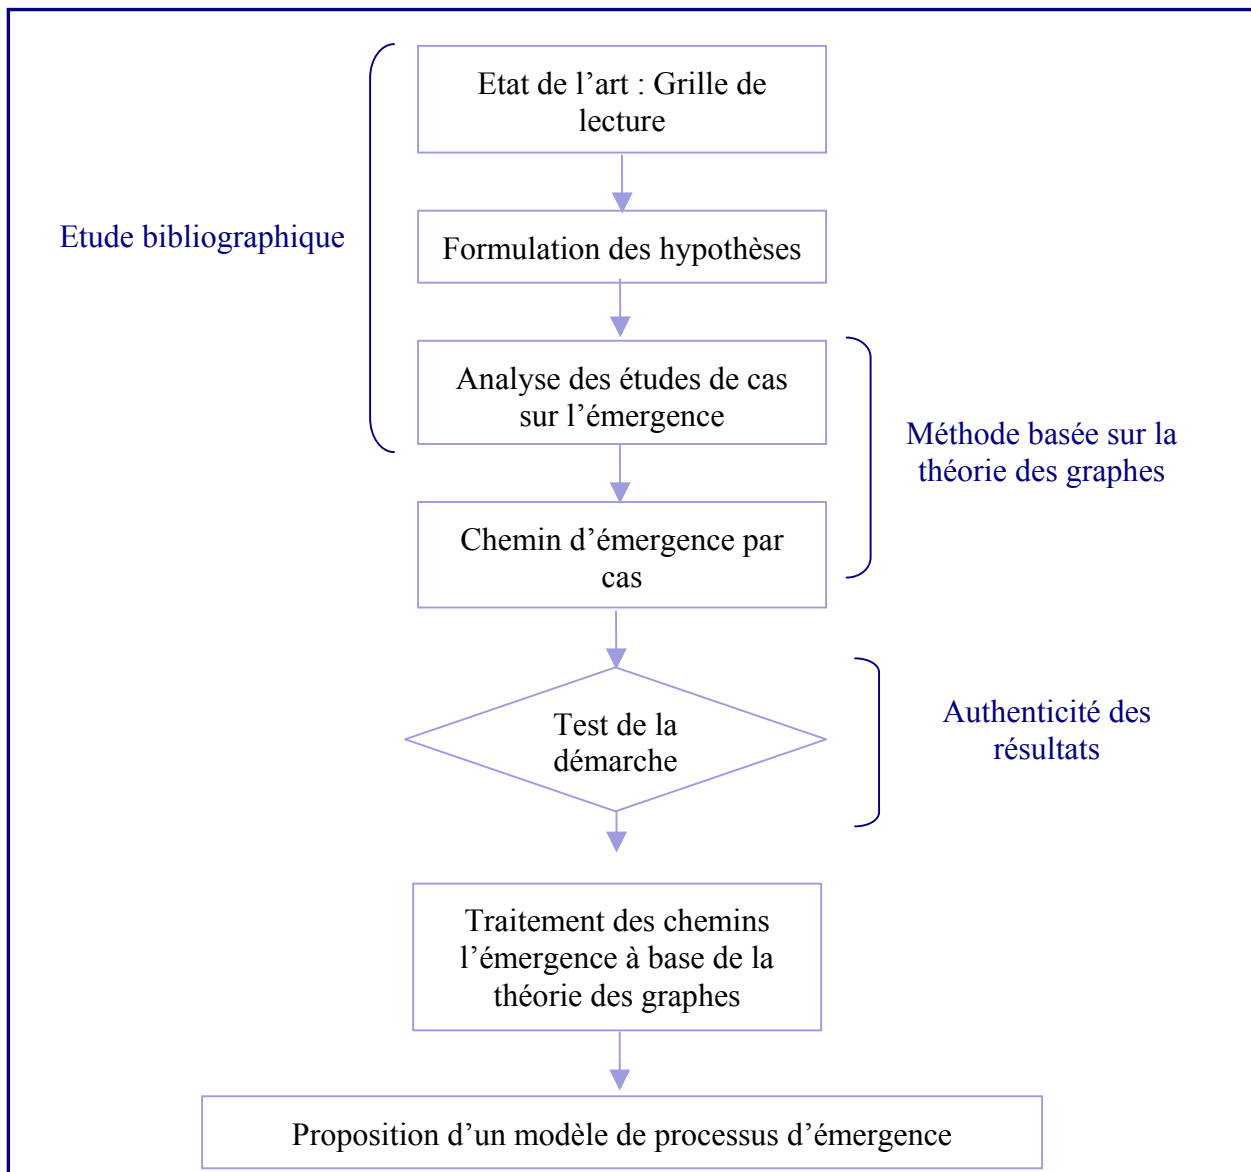 Etat de l’art : Grille de
lecture
Etude bibliographique
Formulation des hypothèses
Analyse des études de cas
sur l’émergence
Méthode basée sur la
théorie des graphes
Chemin d’émergence par
cas
Test de la
démarche
Authenticité des
résultats
Traitement des chemins
l’émergence à base de la
théorie des graphes
Proposition d’un modèle de processus d’émergence